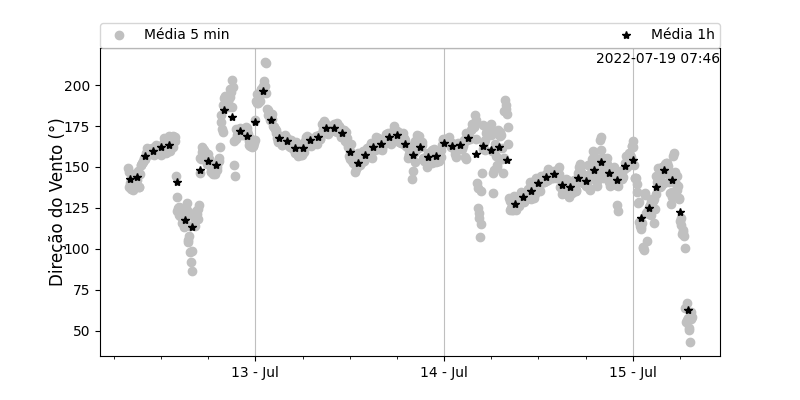 Média 5 min
Média 1h
2022-07-19 07:46
Direção do Vento (°)
200
175
150
125
100
75
50
13 - Jul
14 - Jul
15 - Jul